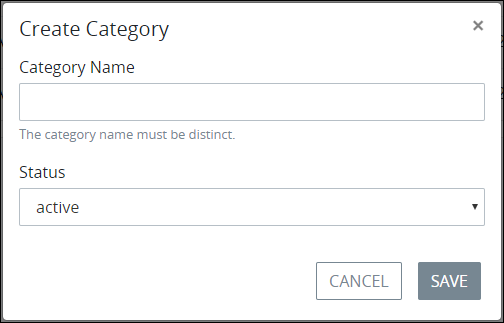 Create Category ×
Category Name
The category name must be distinct.
Status
active
CANCEL SAVE